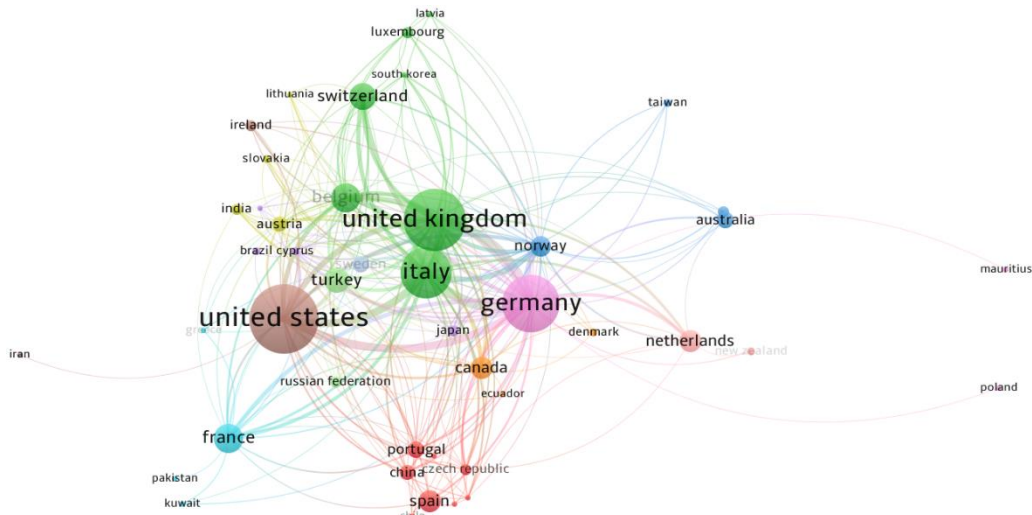 latvia
luxembourg
south korea
switzerland
lithuania
taiwan
ireland
slovakia
belgium
india
united kingdom
australia
austria
norway
brazil cyprus
sweden
turkey
italy
mauritius
germany
united states
greece
japan
denmark
netherlands
new zealand
iran
canada
russian federation
poland
ecuador
france
portugal
czech republic
china
pakistan
spain
kuwait
chile